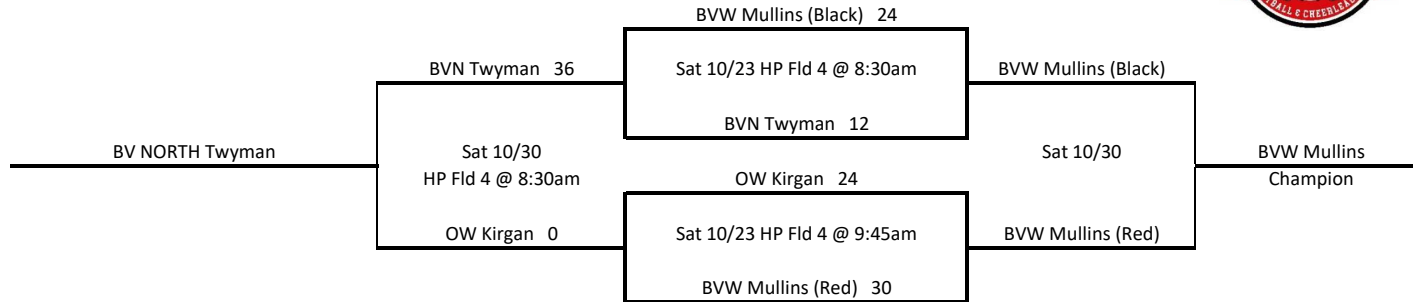 BVW Mullins (Black) 24
BVN Twyman 36
Sat 10/23 HP Fld 4 @ 8:30am
BVW Mullins (Black)
BVN Twyman 12
BV NORTH Twyman
Sat 10/30
HP Fld 4 @ 8:30am
Sat 10/30
BVW Mullins
Champion
OW Kirgan 24
OW Kirgan 0
Sat 10/23 HP Fld 4 @ 9:45am
BVW Mullins (Red)
BVW Mullins (Red) 30